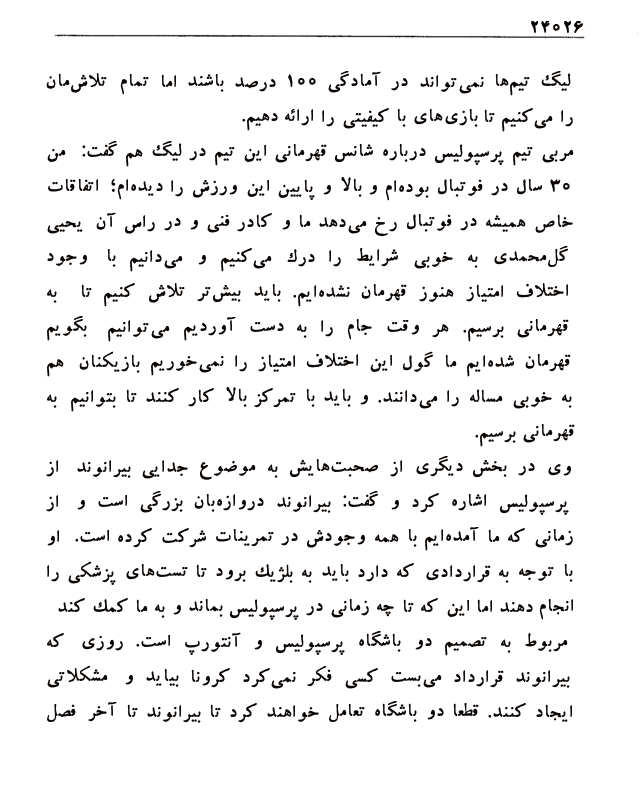 ۲۴۰۲۶
لیگ تیم‌ها نمی‌تواند در آمادگی ۱۰۰ درصد باشند اما تمام تلاش‌مان
را می‌کنیم تا بازی‌های با کیفیتی را ارائه دهیم.
مربی تیم پرسپولیس درباره شانس قهرمانی این تیم در لیگ هم گفت: من
۳۰ سال در فوتبال بوده‌ام و بالا و پایین این ورزش را دیده‌ام؛ اتفاقات
خاص همیشه در فوتبال رخ می‌دهد ما و کادر فنی و در راس آن یحیی
گل‌محمدی به خوبی شرایط را درک می‌کنیم و می‌دانیم با وجود
اختلاف امتیاز هنوز قهرمان نشده‌ایم. باید بیش‌تر تلاش کنیم تا به
قهرمانی برسیم. هر وقت جام را به دست آوردیم می‌توانیم بگویم
قهرمان شده‌ایم ما گول این اختلاف امتیاز را نمی‌خوریم بازیکنان هم
به خوبی مساله را می‌دانند. و باید با تمرکز بالا کار کنند تا بتوانیم به
قهرمانی برسیم.
وی در بخش دیگری از صحبت‌هایش به موضوع جدایی بیرانوند از
پرسپولیس اشاره کرد و گفت: بیرانوند دروازه‌بان بزرگی است و از
زمانی که ما آمده‌ایم با همه وجودش در تمرینات شرکت کرده است. او
با توجه به قراردادی که دارد باید به بلژیک برود تا تست‌های پزشکی را
انجام دهند اما این که تا چه زمانی در پرسپولیس بماند و به ما کمک کند
مربوط به تصمیم دو باشگاه پرسپولیس و آنتورپ است. روزی که
بیرانوند قرارداد می‌بست کسی فکر نمی‌کرد کرونا بیاید و مشکلاتی
ایجاد کنند. قطعا دو باشگاه تعامل خواهند کرد تا بیرانوند تا آخر فصل